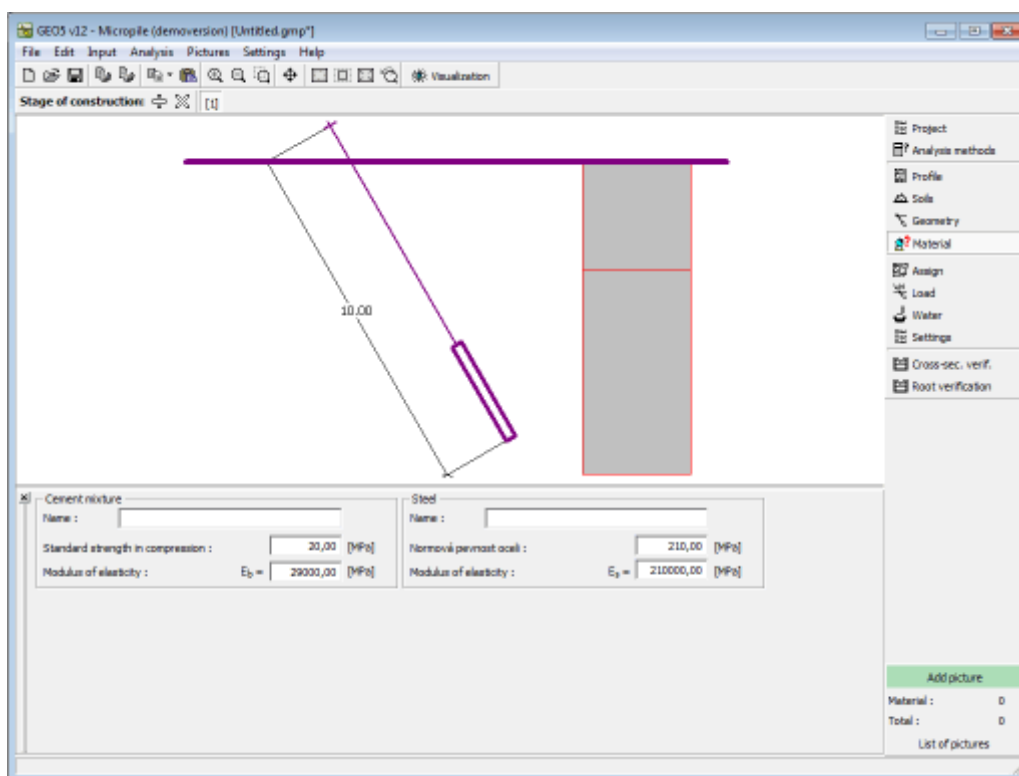 GEO5 v12 - Micropile (demoversion) [Untitled.gmp*]
File Edit Input Analysis Pictures Settings Help
Visualization
Stage of construction: [1]
10.00
Project
Analysis methods
Profile
Soils
Geometry
Material
Assign
Load
Water
Settings
Cross-sec. verif.
Root verification
Cement mixture
Name :
Standard strength in compression : 20,00 [MPa]
Modulus of elasticity : Eb = 29000,00 [MPa]
Steel
Name :
Normová pevnost oceli : 210,00 [MPa]
Modulus of elasticity : Es = 210000,00 [MPa]
Add picture
Material : 0
Total : 0
List of pictures